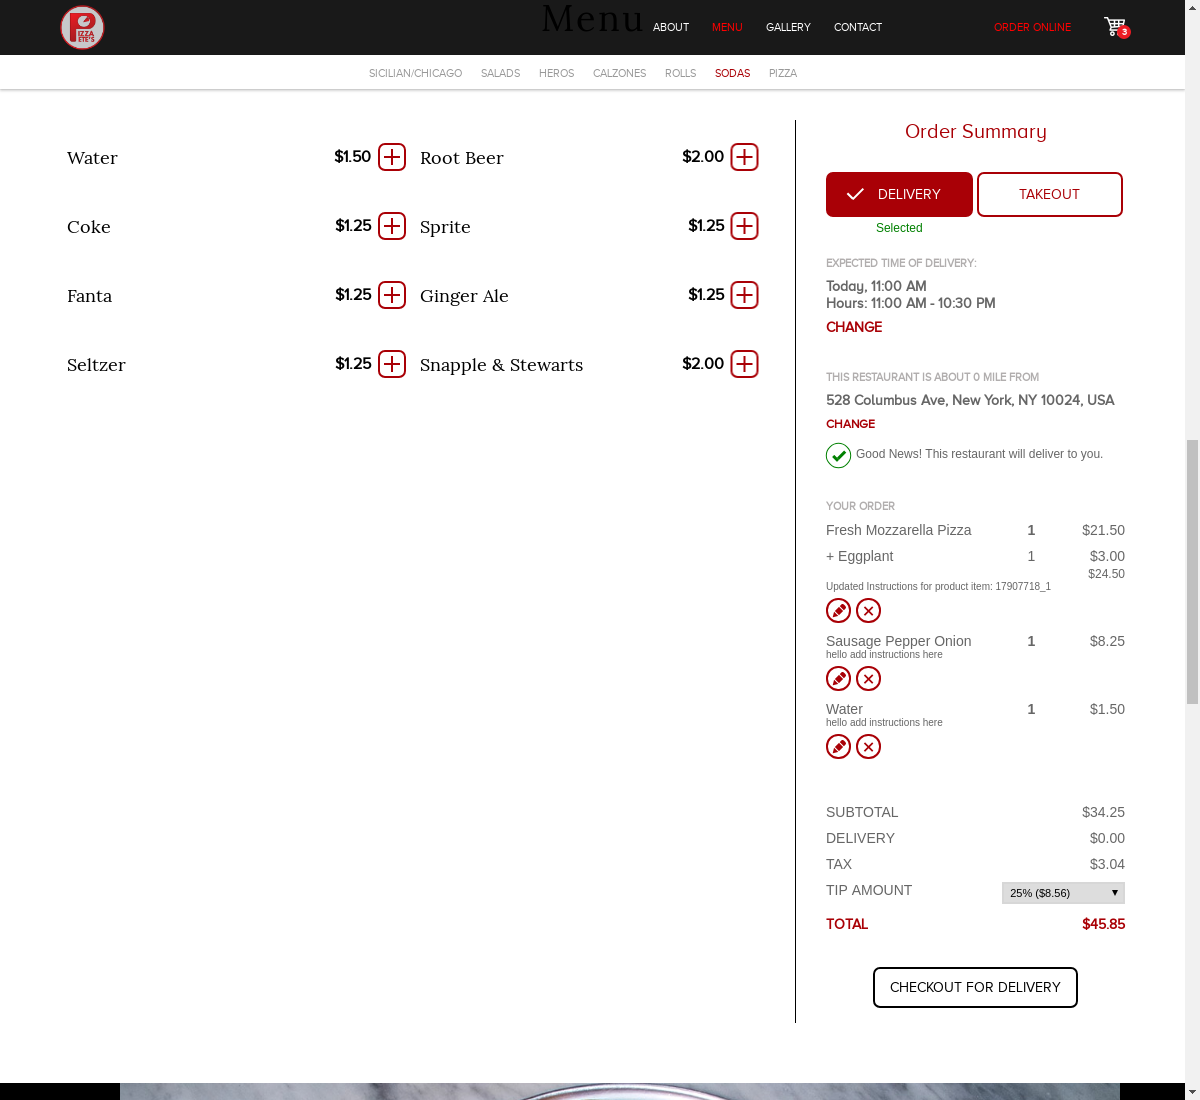 PIZZA
PETE'S
Menu
ABOUT
MENU
GALLERY
CONTACT
ORDER ONLINE
3
SICILIAN/CHICAGO
SALADS
HEROS
CALZONES
ROLLS
SODAS
PIZZA
Water $1.50
Root Beer $2.00
Coke $1.25
Sprite $1.25
Fanta $1.25
Ginger Ale $1.25
Seltzer $1.25
Snapple & Stewarts $2.00
Order Summary
DELIVERY
TAKEOUT
Selected
EXPECTED TIME OF DELIVERY:
Today, 11:00 AM
Hours: 11:00 AM - 10:30 PM
CHANGE
THIS RESTAURANT IS ABOUT 0 MILE FROM
528 Columbus Ave, New York, NY 10024, USA
CHANGE
Good News! This restaurant will deliver to you.
YOUR ORDER
Fresh Mozzarella Pizza 1 $21.50
+ Eggplant 1 $3.00
$24.50
Updated Instructions for product item: 17907718_1
Sausage Pepper Onion 1 $8.25
hello add instructions here
Water 1 $1.50
hello add instructions here
SUBTOTAL $34.25
DELIVERY $0.00
TAX $3.04
TIP AMOUNT 25% ($8.56)
TOTAL $45.85
CHECKOUT FOR DELIVERY